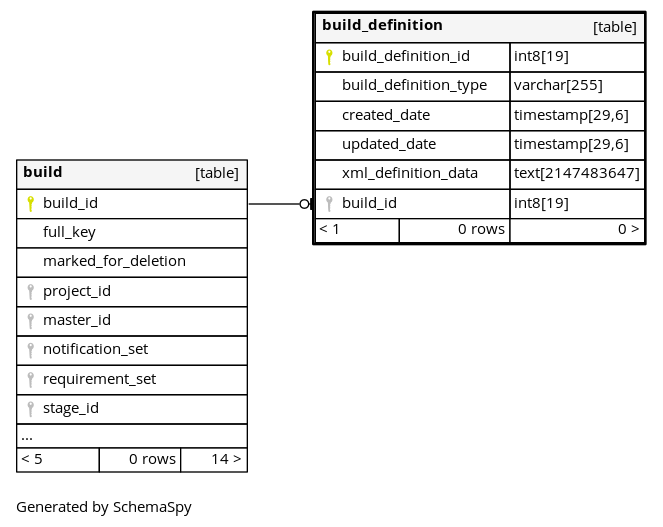 build_definition [table]
build_definition_id int8[19]
build_definition_type varchar[255]
created_date timestamp[29,6]
updated_date timestamp[29,6]
xml_definition_data text[2147483647]
build_id int8[19]
< 1 0 rows 0 >
build [table]
build_id
full_key
marked_for_deletion
project_id
master_id
notification_set
requirement_set
stage_id
...
< 5 0 rows 14 >
Generated by SchemaSpy